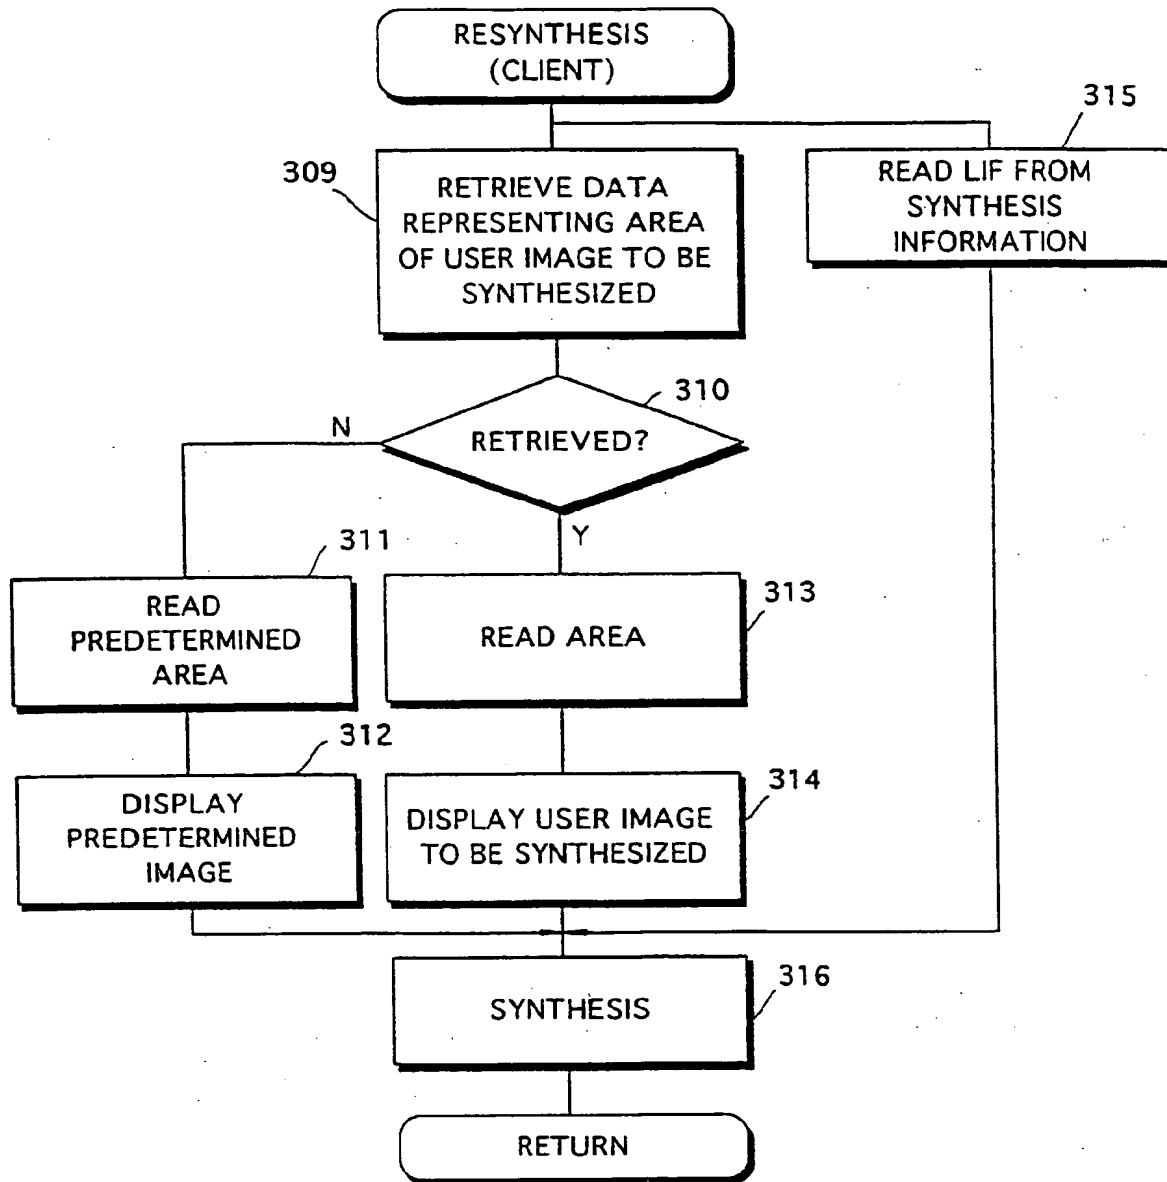 RESYNTHESIS
(CLIENT)
315
309
RETRIEVE DATA
REPRESENTING AREA
OF USER IMAGE TO BE
SYNTHESIZED
READ LIF FROM
SYNTHESIS
INFORMATION
310
N
RETRIEVED?
Y
311
READ
PREDETERMINED
AREA
313
READ AREA
312
DISPLAY
PREDETERMINED
IMAGE
314
DISPLAY USER IMAGE
TO BE SYNTHESIZED
316
SYNTHESIS
RETURN